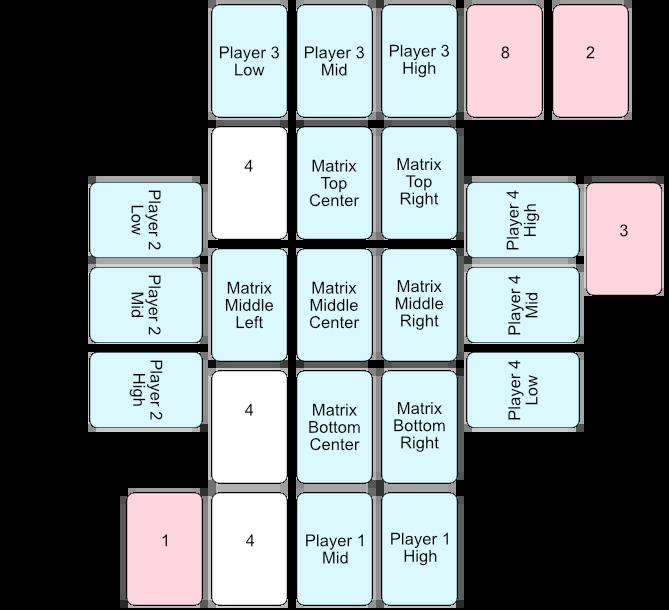 Player 3
Low
Player 3
Mid
Player 3
High
8
2
4
Matrix
Top
Center
Matrix
Top
Right
Player 2
Low
Player 4
High
3
Matrix
Middle
Left
Matrix
Middle
Center
Matrix
Middle
Right
Player 2
Mid
Player 4
Mid
Player 2
High
4
Matrix
Bottom
Center
Matrix
Bottom
Right
Player 4
Low
1
4
Player 1
Mid
Player 1
High